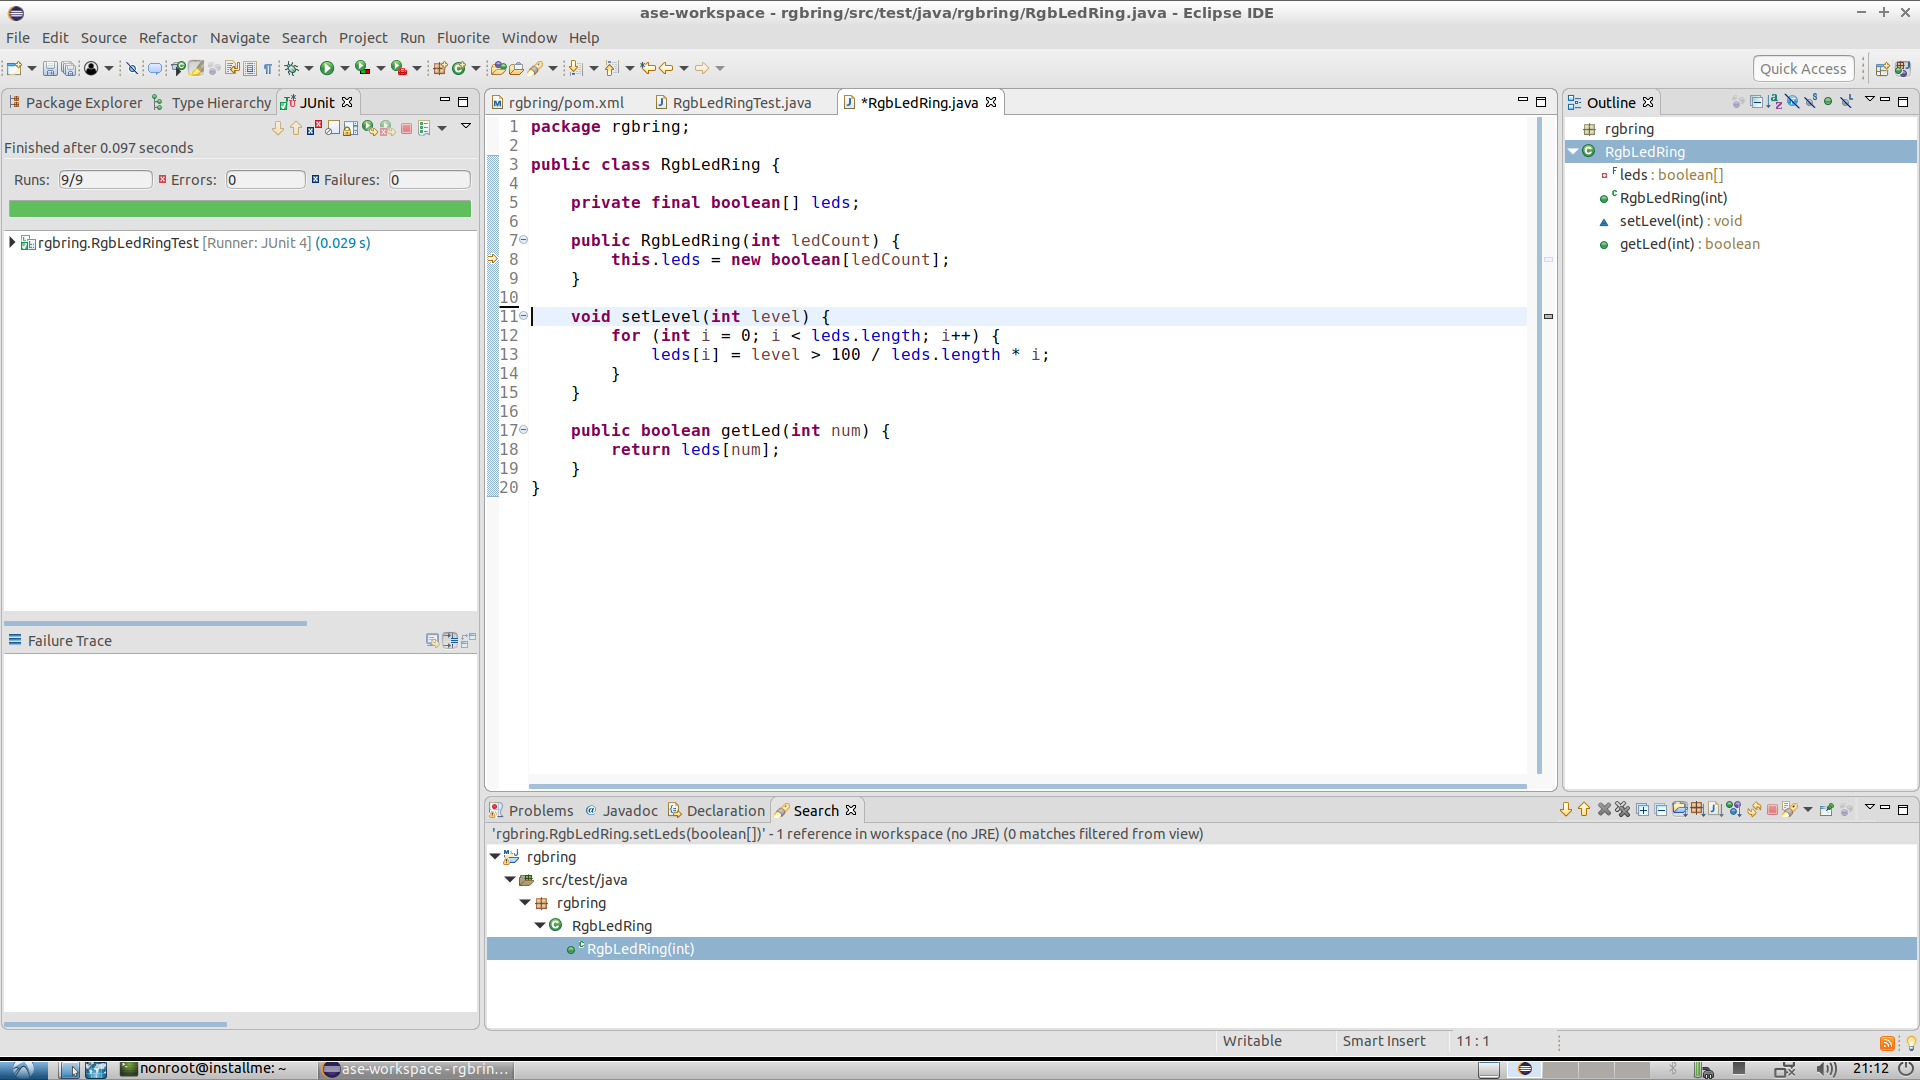 ase-workspace - rgbring/src/test/java/rgbring/RgbLedRing.java - Eclipse IDE
File Edit Source Refactor Navigate Search Project Run Fluorite Window Help
Quick Access
Package Explorer Type Hierarchy JUnit
Finished after 0.097 seconds
Runs: 9/9 Errors: 0 Failures: 0
rgbring.RgbLedRingTest [Runner: JUnit 4] (0.029 s)
Failure Trace
rgbring/pom.xml RgbLedRingTest.java *RgbLedRing.java
1 package rgbring;
2
3 public class RgbLedRing {
4
5 private final boolean[] leds;
6
7 public RgbLedRing(int ledCount) {
8 this.leds = new boolean[ledCount];
9 }
10
11 void setLevel(int level) {
12 for (int i = 0; i < leds.length; i++) {
13 leds[i] = level > 100 / leds.length * i;
14 }
15 }
16
17 public boolean getLed(int num) {
18 return leds[num];
19 }
20 }
Outline
rgbring
RgbLedRing
leds : boolean[]
RgbLedRing(int)
setLevel(int) : void
getLed(int) : boolean
Problems Javadoc Declaration Search
'rgbring.RgbLedRing.setLeds(boolean[])' - 1 reference in workspace (no JRE) (0 matches filtered from view)
rgbring
src/test/java
rgbring
RgbLedRing
RgbLedRing(int)
Writable Smart Insert 11 : 1
nonroot@installme: ~ ase-workspace - rgbrin... 21:12